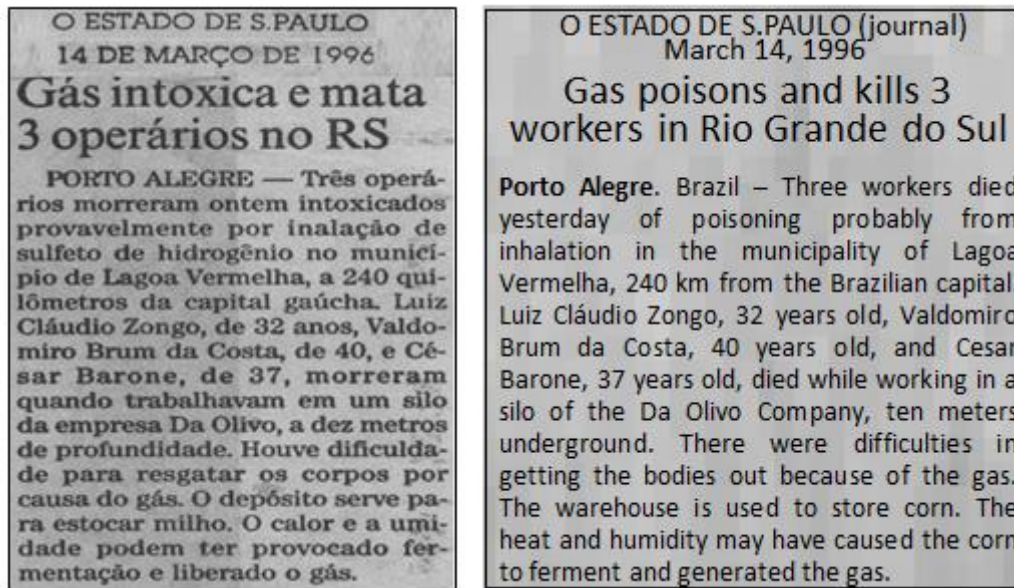 O ESTADO DE S.PAULO
14 DE MARÇO DE 1996
Gás intoxica e mata
3 operários no RS
PORTO ALEGRE — Três operá-
rios morreram ontem intoxicados
provavelmente por inalação de
sulfeto de hidrogênio no municí-
pio de Lagoa Vermelha, a 240 qui-
lômetros da capital gaúcha. Luiz
Cláudio Zongo, de 32 anos, Valdo-
miro Brum da Costa, de 40, e Cé-
sar Barone, de 37, morreram
quando trabalhavam em um silo
da empresa Da Olivo, a dez metros
de profundidade. Houve dificulda-
de para resgatar os corpos por
causa do gás. O depósito serve pa-
ra estocar milho. O calor e a umi-
dade podem ter provocado fer-
mentação e liberado o gás.
O ESTADO DE S.PAULO (journal)
March 14, 1996
Gas poisons and kills 3
workers in Rio Grande do Sul
Porto Alegre. Brazil – Three workers died
yesterday of poisoning probably from
inhalation in the municipality of Lagoa
Vermelha, 240 km from the Brazilian capital.
Luiz Cláudio Zongo, 32 years old, Valdomiro
Brum da Costa, 40 years old, and Cesar
Barone, 37 years old, died while working in a
silo of the Da Olivo Company, ten meters
underground. There were difficulties in
getting the bodies out because of the gas.
The warehouse is used to store corn. The
heat and humidity may have caused the corn
to ferment and generated the gas.